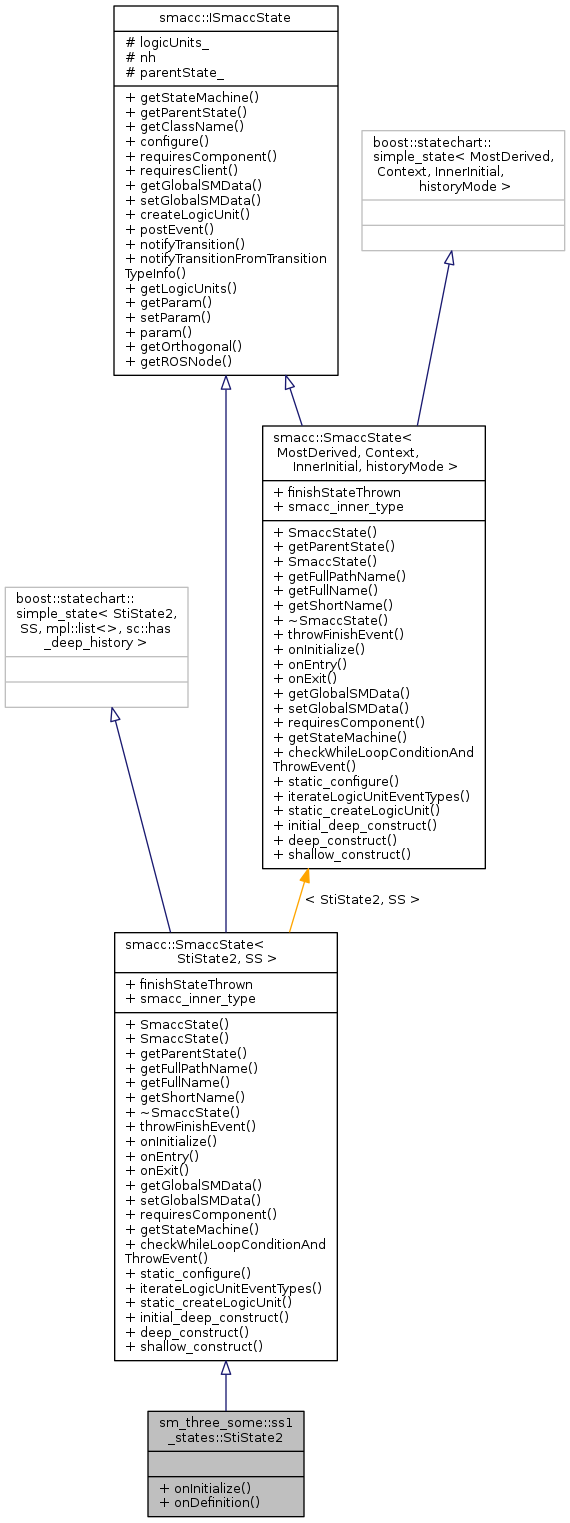 smacc::ISmaccState
# logicUnits_
# nh
# parentState_
+ getStateMachine()
+ getParentState()
+ getClassName()
+ configure()
+ requiresComponent()
+ requiresClient()
+ getGlobalSMData()
+ setGlobalSMData()
+ createLogicUnit()
+ postEvent()
+ notifyTransition()
+ notifyTransitionFromTransition
TypeInfo()
+ getLogicUnits()
+ getParam()
+ setParam()
+ param()
+ getOrthogonal()
+ getROSNode()
boost::statechart::
simple_state< MostDerived,
Context, InnerInitial,
historyMode >
smacc::SmaccState<
MostDerived, Context,
InnerInitial, historyMode >
+ finishStateThrown
+ smacc_inner_type
+ SmaccState()
+ getParentState()
+ SmaccState()
+ getFullPathName()
+ getFullName()
+ getShortName()
+ ~SmaccState()
+ throwFinishEvent()
+ onInitialize()
+ onEntry()
+ onExit()
+ getGlobalSMData()
+ setGlobalSMData()
+ requiresComponent()
+ getStateMachine()
+ checkWhileLoopConditionAnd
ThrowEvent()
+ static_configure()
+ iterateLogicUnitEventTypes()
+ static_createLogicUnit()
+ initial_deep_construct()
+ deep_construct()
+ shallow_construct()
boost::statechart::
simple_state< StiState2,
SS, mpl::list<>, sc::has
_deep_history >
< StiState2, SS >
smacc::SmaccState<
StiState2, SS >
+ finishStateThrown
+ smacc_inner_type
+ SmaccState()
+ SmaccState()
+ getParentState()
+ getFullPathName()
+ getFullName()
+ getShortName()
+ ~SmaccState()
+ throwFinishEvent()
+ onInitialize()
+ onEntry()
+ onExit()
+ getGlobalSMData()
+ setGlobalSMData()
+ requiresComponent()
+ getStateMachine()
+ checkWhileLoopConditionAnd
ThrowEvent()
+ static_configure()
+ iterateLogicUnitEventTypes()
+ static_createLogicUnit()
+ initial_deep_construct()
+ deep_construct()
+ shallow_construct()
sm_three_some::ss1
_states::StiState2
+ onInitialize()
+ onDefinition()